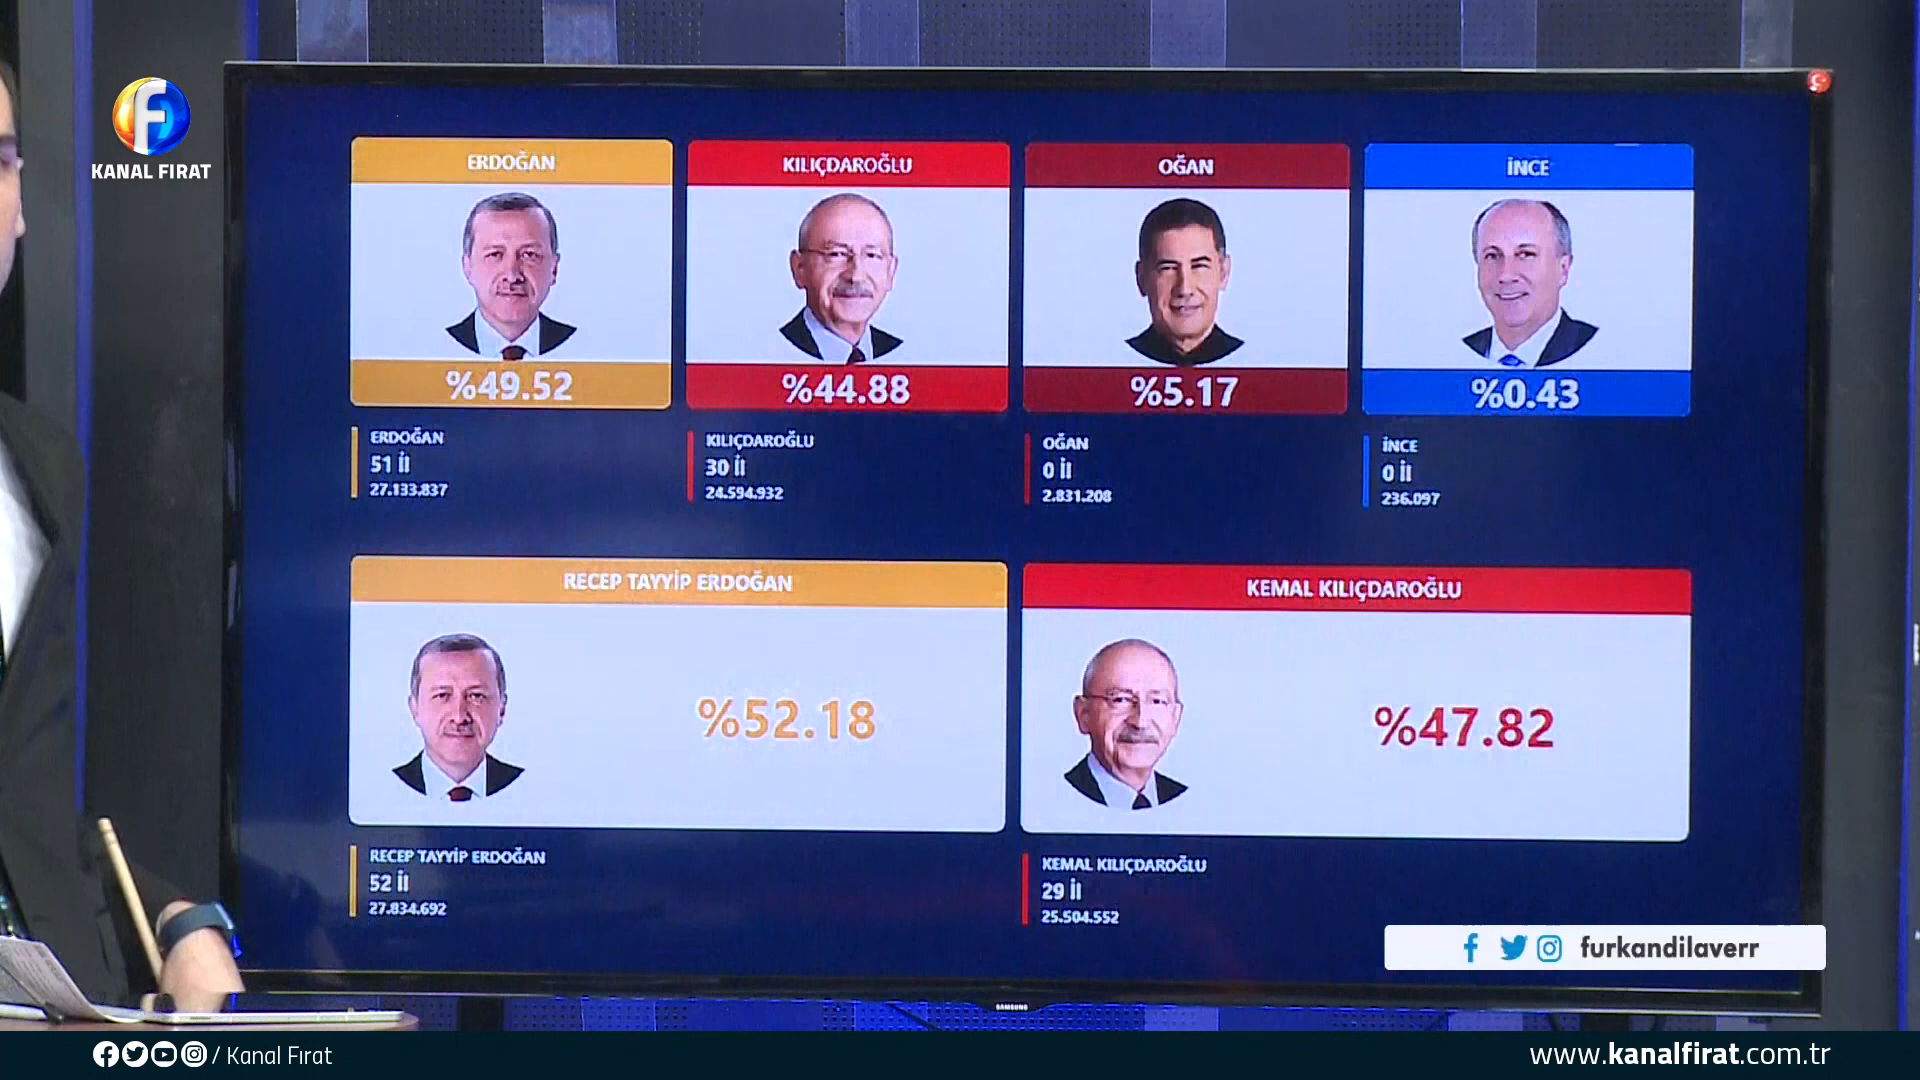 KANAL FIRAT
ERDOĞAN
KILIÇDAROĞLU
OĞAN
İNCE
%49.52
%44.88
%5.17
%0.43
ERDOĞAN
51 İl
27.133.837
KILIÇDAROĞLU
30 İl
24.594.932
OĞAN
0 İl
2.831.208
İNCE
0 İl
236.097
RECEP TAYYİP ERDOĞAN
KEMAL KILIÇDAROĞLU
%52.18
%47.82
RECEP TAYYİP ERDOĞAN
52 İl
27.834.692
KEMAL KILIÇDAROĞLU
29 İl
25.504.552
furkandilaverr
SAMSUNG
/ Kanal Fırat
www.kanalfirat.com.tr